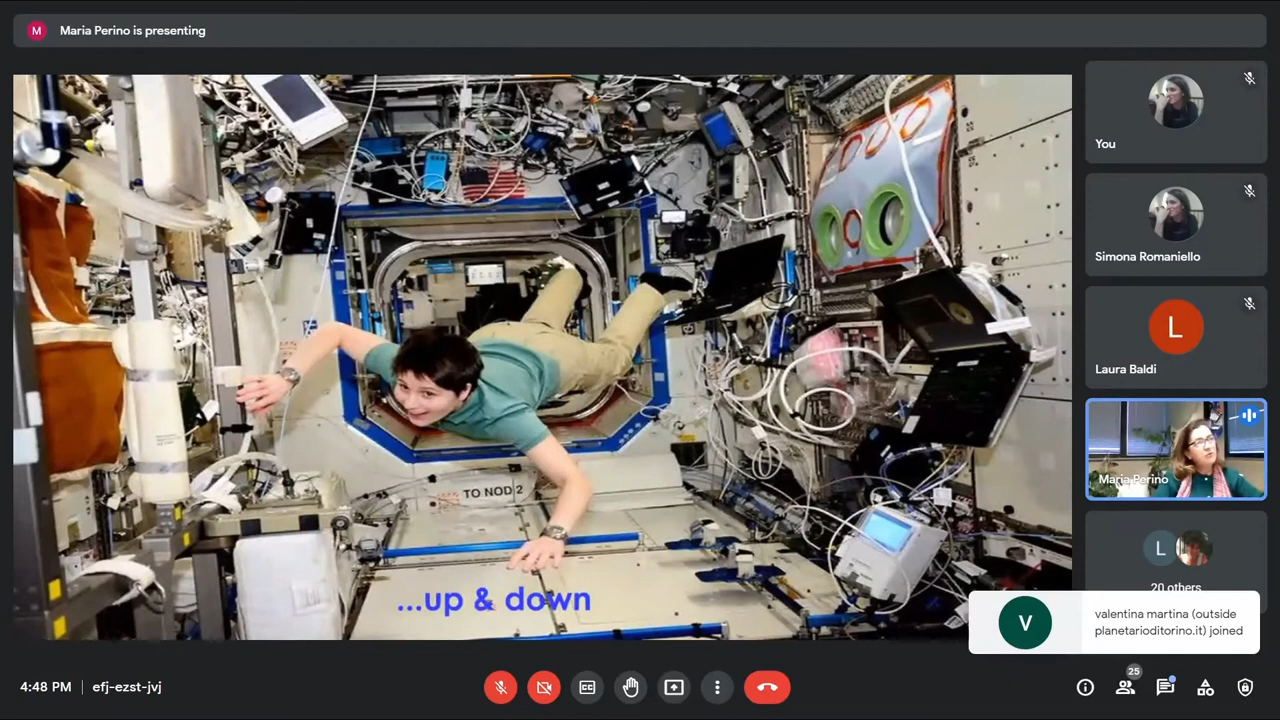 M
Maria Perino is presenting
You
Simona Romaniello
L
Laura Baldi
Maria Perino
TO NOD 2
...up & down
L
20 others
V
valentina martina (outside
planetarioditorino.it) joined
4:48 PM
efj-ezst-jvj
25